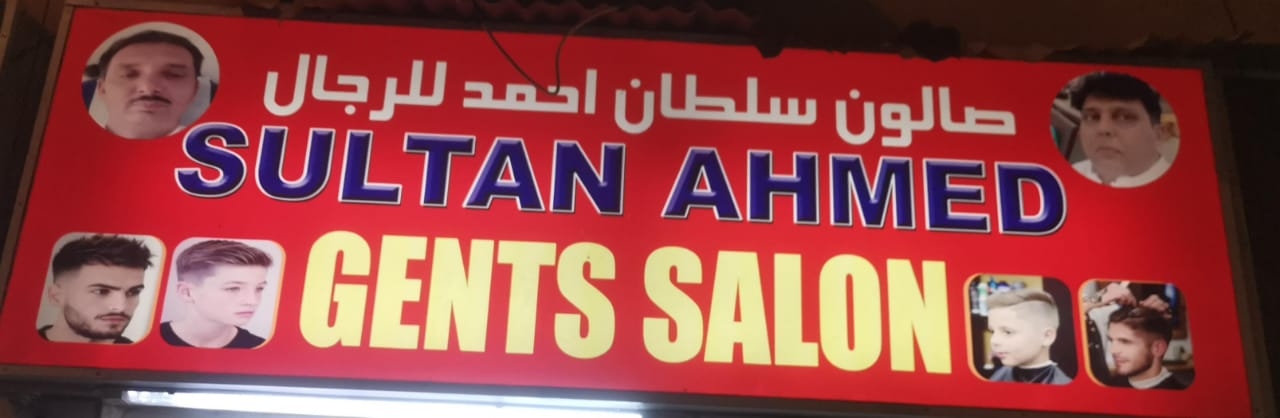 صالون سلطان احمد للرجال
SULTAN AHMED
GENTS SALON